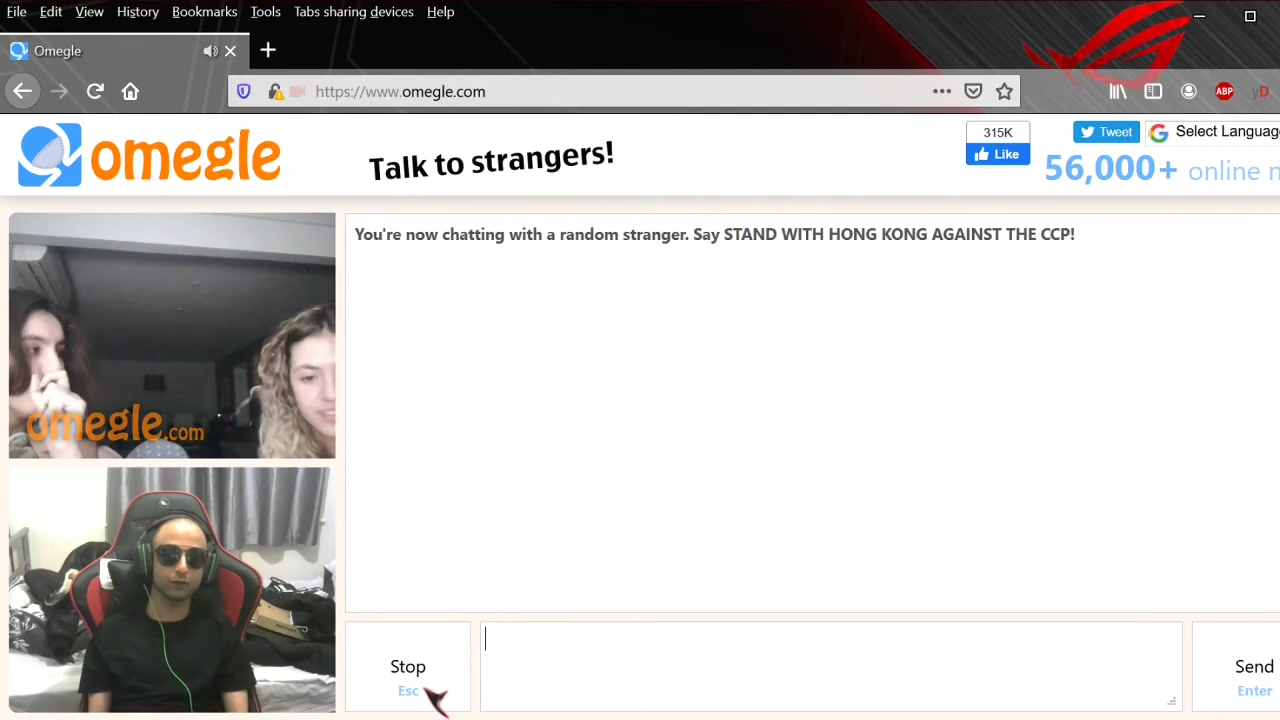 File Edit View History Bookmarks Tools Tabs sharing devices Help
Omegle
https://www.omegle.com
ABP
yD
omegle
Talk to strangers!
315K
Like
Tweet
Select Languag
56,000+ online n
You're now chatting with a random stranger. Say STAND WITH HONG KONG AGAINST THE CCP!
omegle.com
Stop
Esc
Send
Enter